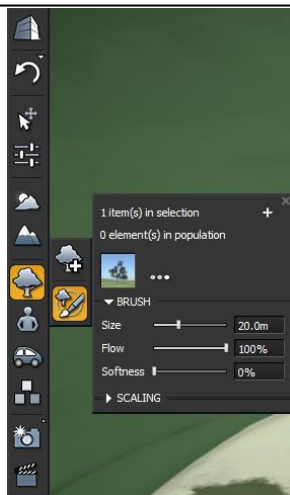 1 item(s) in selection +
0 element(s) in population
BRUSH
Size 20.0m
Flow 100%
Softness 0%
SCALING